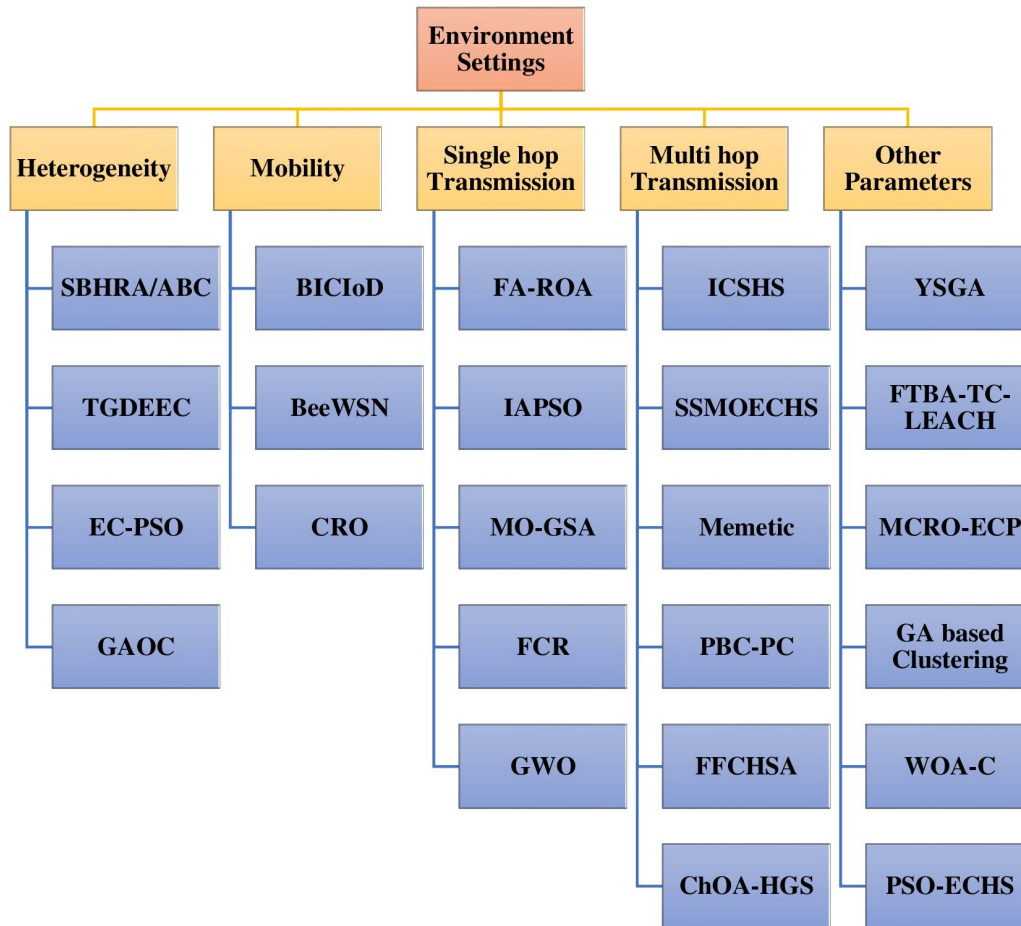 Environment
Settings
Heterogeneity
Mobility
Single hop
Transmission
Multi hop
Transmission
Other
Parameters
SBHRA/ABC
TGDEEC
EC-PSO
GAOC
BICIoD
BeeWSN
CRO
FA-ROA
IAPSO
MO-GSA
FCR
GWO
ICSHS
SSMOECHS
Memetic
PBC-PC
FFCHSA
ChOA-HGS
YSGA
FTBA-TC-
LEACH
MCRO-ECP
GA based
Clustering
WOA-C
PSO-ECHS